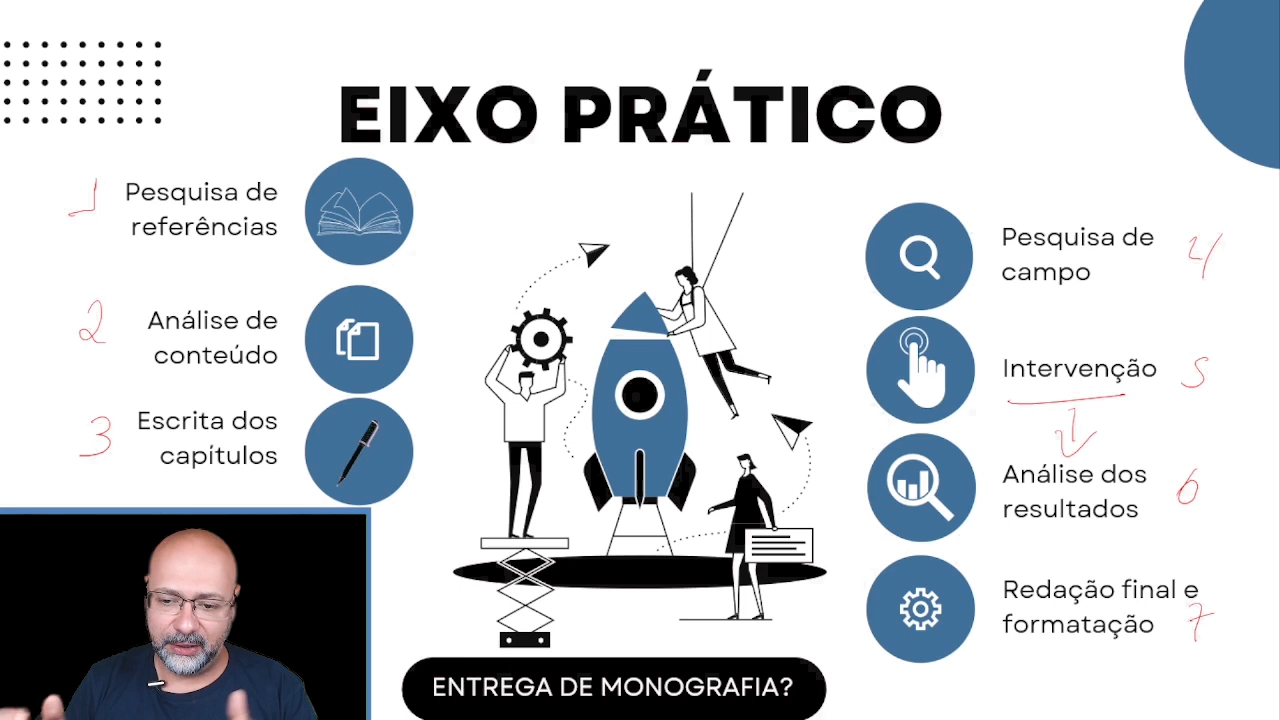 EIXO PRÁTICO
1 Pesquisa de
referências
2 Análise de
conteúdo
3 Escrita dos
capítulos
Pesquisa de
campo 4
Intervenção 5
Análise dos
resultados 6
Redação final e
formatação 7
ENTREGA DE MONOGRAFIA?